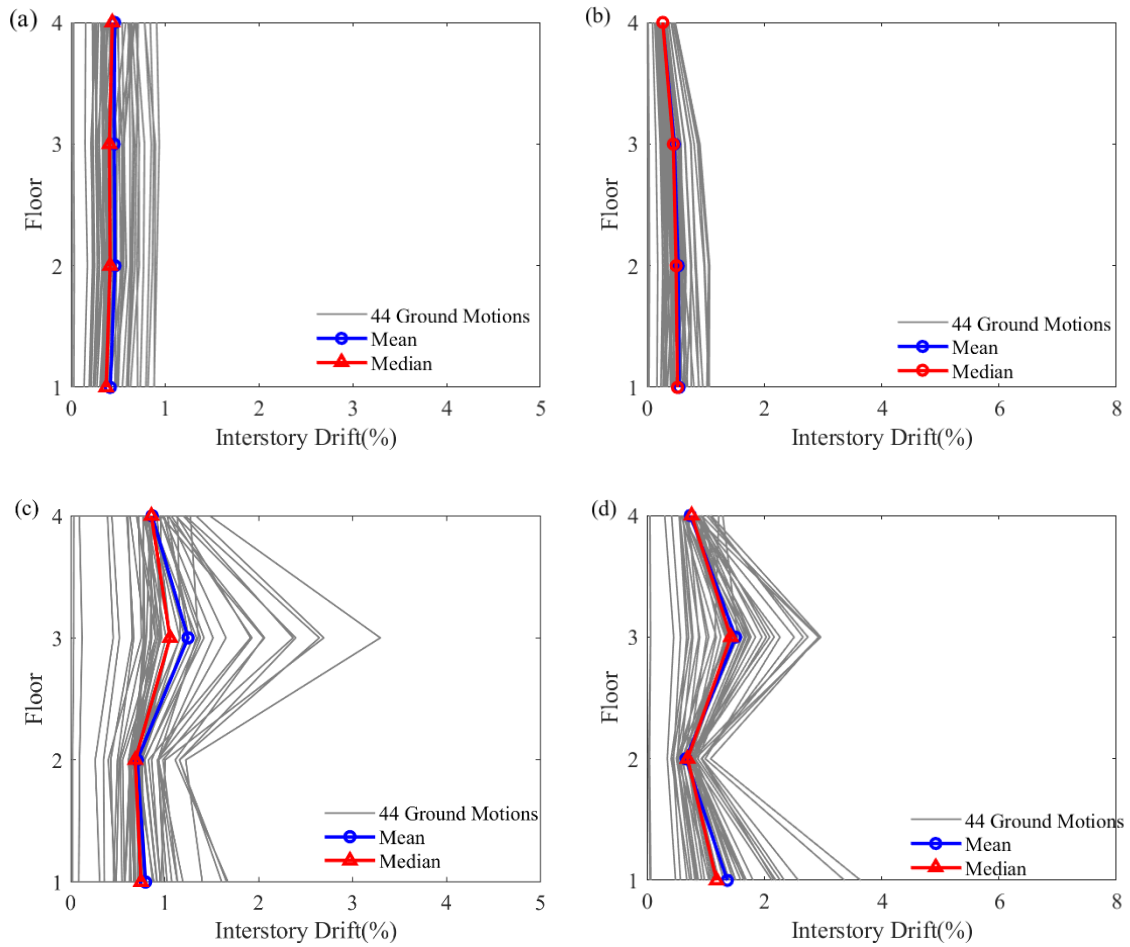 (a)
4
3
2
1
Floor
44 Ground Motions
Mean
Median
0 1 2 3 4 5
Interstory Drift(%)
(b)
4
3
2
1
Floor
44 Ground Motions
Mean
Median
0 2 4 6 8
Interstory Drift(%)
(c)
4
3
2
1
Floor
44 Ground Motions
Mean
Median
0 1 2 3 4 5
Interstory Drift(%)
(d)
4
3
2
1
Floor
44 Ground Motions
Mean
Median
0 2 4 6 8
Interstory Drift(%)